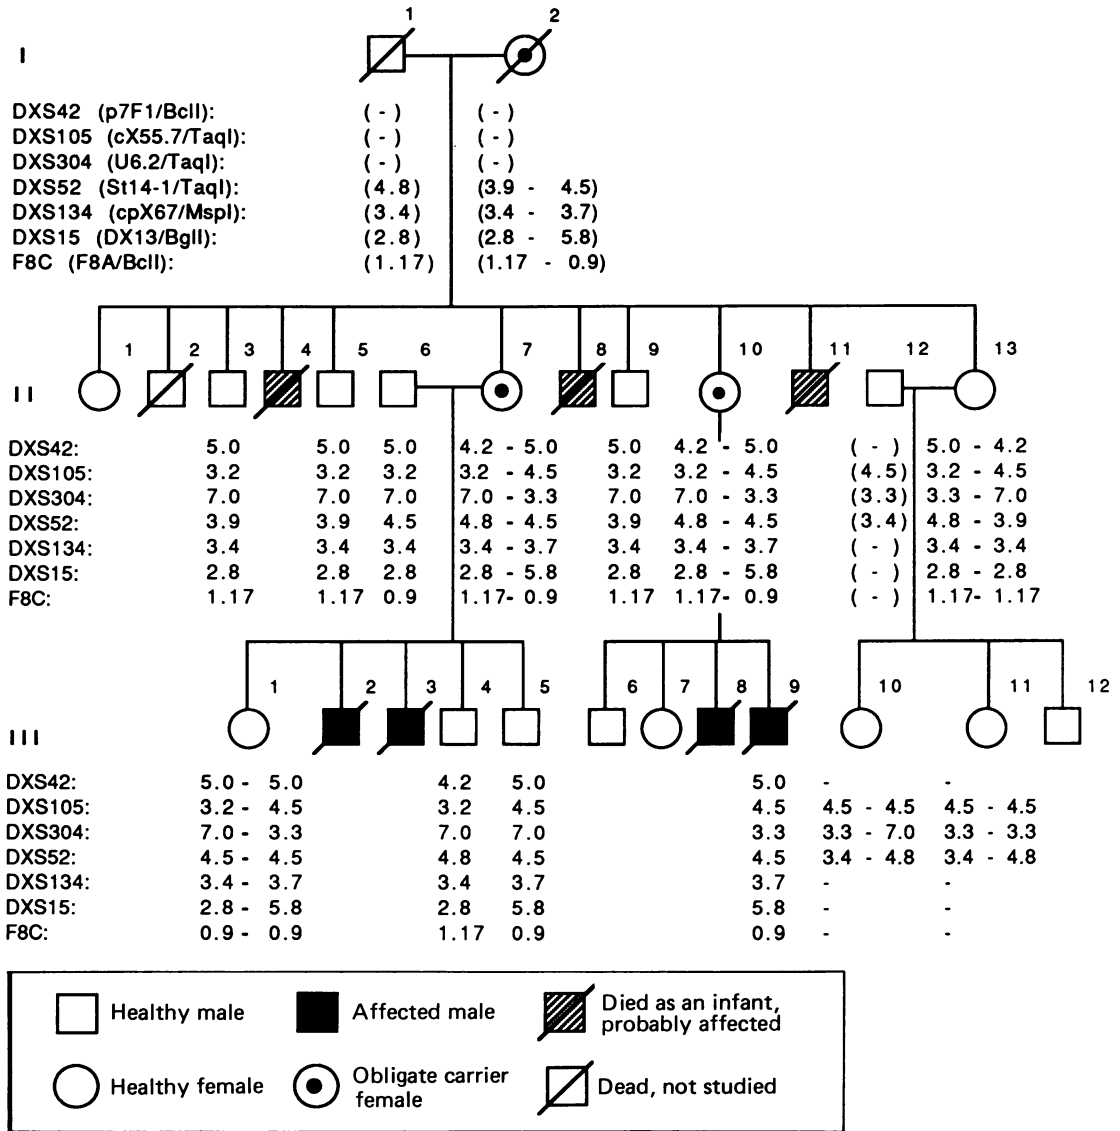 1 2
I
DXS42 (p7F1/BclI): (-) (-)
DXS105 (cX55.7/TaqI): (-) (-)
DXS304 (U6.2/TaqI): (-) (-)
DXS52 (St14-1/TaqI): (4.8) (3.9 - 4.5)
DXS134 (cpX67/MspI): (3.4) (3.4 - 3.7)
DXS15 (DX13/BglI): (2.8) (2.8 - 5.8)
F8C (F8A/BclI): (1.17) (1.17 - 0.9)
1 2 3 4 5 6 7 8 9 10 11 12 13
II
DXS42: 5.0 5.0 5.0 4.2 - 5.0 5.0 4.2 - 5.0 (-) 5.0 - 4.2
DXS105: 3.2 3.2 3.2 3.2 - 4.5 3.2 3.2 - 4.5 (4.5) 3.2 - 4.5
DXS304: 7.0 7.0 7.0 7.0 - 3.3 7.0 7.0 - 3.3 (3.3) 3.3 - 7.0
DXS52: 3.9 3.9 4.5 4.8 - 4.5 3.9 4.8 - 4.5 (3.4) 4.8 - 3.9
DXS134: 3.4 3.4 3.4 3.4 - 3.7 3.4 3.4 - 3.7 (-) 3.4 - 3.4
DXS15: 2.8 2.8 2.8 2.8 - 5.8 2.8 2.8 - 5.8 (-) 2.8 - 2.8
F8C: 1.17 1.17 0.9 1.17- 0.9 1.17 1.17- 0.9 (-) 1.17- 1.17
1 2 3 4 5 6 7 8 9 10 11 12
III
DXS42: 5.0 - 5.0 4.2 5.0 5.0 - -
DXS105: 3.2 - 4.5 3.2 4.5 4.5 4.5 - 4.5 4.5 - 4.5
DXS304: 7.0 - 3.3 7.0 7.0 3.3 3.3 - 7.0 3.3 - 3.3
DXS52: 4.5 - 4.5 4.8 4.5 4.5 3.4 - 4.8 3.4 - 4.8
DXS134: 3.4 - 3.7 3.4 3.7 3.7 - -
DXS15: 2.8 - 5.8 2.8 5.8 5.8 - -
F8C: 0.9 - 0.9 1.17 0.9 0.9 - -
Healthy male
Affected male
Died as an infant,
probably affected
Healthy female
Obligate carrier
female
Dead, not studied